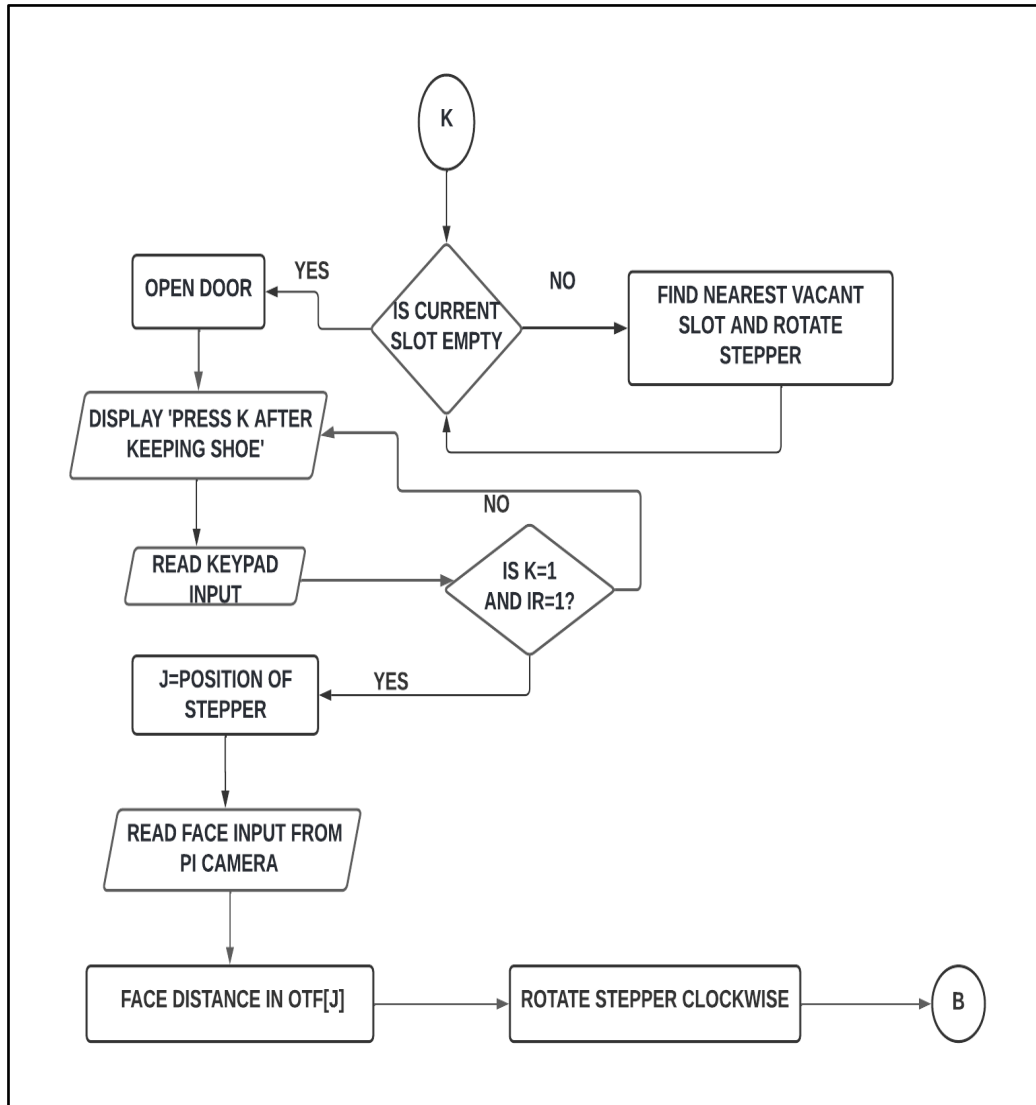 K
YES
OPEN DOOR
IS CURRENT
SLOT EMPTY
NO
FIND NEAREST VACANT
SLOT AND ROTATE
STEPPER
DISPLAY 'PRESS K AFTER
KEEPING SHOE'
NO
READ KEYPAD
INPUT
IS K=1
AND IR=1?
J=POSITION OF
STEPPER
YES
READ FACE INPUT FROM
PI CAMERA
FACE DISTANCE IN OTF[J]
ROTATE STEPPER CLOCKWISE
B